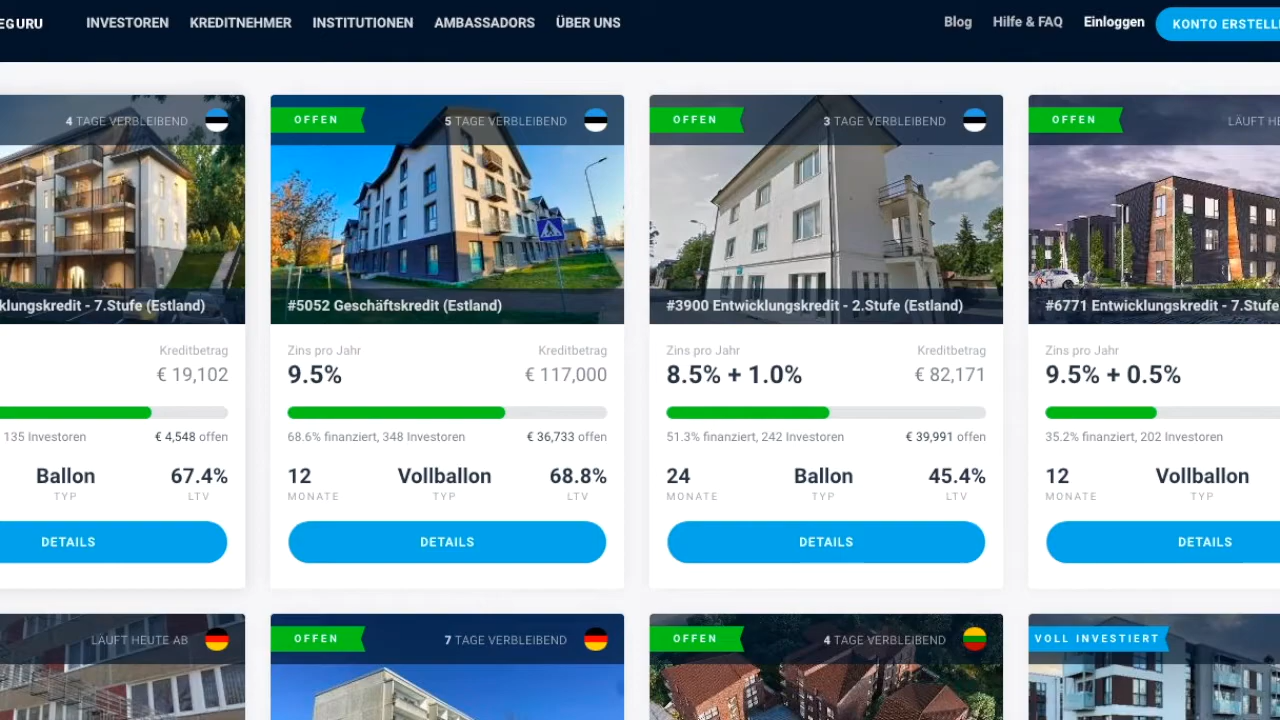 EGURU
INVESTOREN KREDITNEHMER INSTITUTIONEN AMBASSADORS ÜBER UNS
Blog Hilfe & FAQ Einloggen KONTO ERSTELL
4 TAGE VERBLEIBEND
klungskredit - 7.Stufe (Estland)
Kreditbetrag
€ 19,102
135 Investoren € 4,548 offen
Ballon 67.4%
TYP LTV
DETAILS
OFFEN 5 TAGE VERBLEIBEND
#5052 Geschäftskredit (Estland)
Zins pro Jahr Kreditbetrag
9.5% € 117,000
68.6% finanziert, 348 Investoren € 36,733 offen
12 Vollballon 68.8%
MONATE TYP LTV
DETAILS
OFFEN 3 TAGE VERBLEIBEND
#3900 Entwicklungskredit - 2.Stufe (Estland)
Zins pro Jahr Kreditbetrag
8.5% + 1.0% € 82,171
51.3% finanziert, 242 Investoren € 39,991 offen
24 Ballon 45.4%
MONATE TYP LTV
DETAILS
OFFEN LÄUFT HE
#6771 Entwicklungskredit - 7.Stufe
Zins pro Jahr
9.5% + 0.5%
35.2% finanziert, 202 Investoren
12 Vollballon
MONATE TYP
DETAILS
LÄUFT HEUTE AB
OFFEN 7 TAGE VERBLEIBEND
OFFEN 4 TAGE VERBLEIBEND
VOLL INVESTIERT